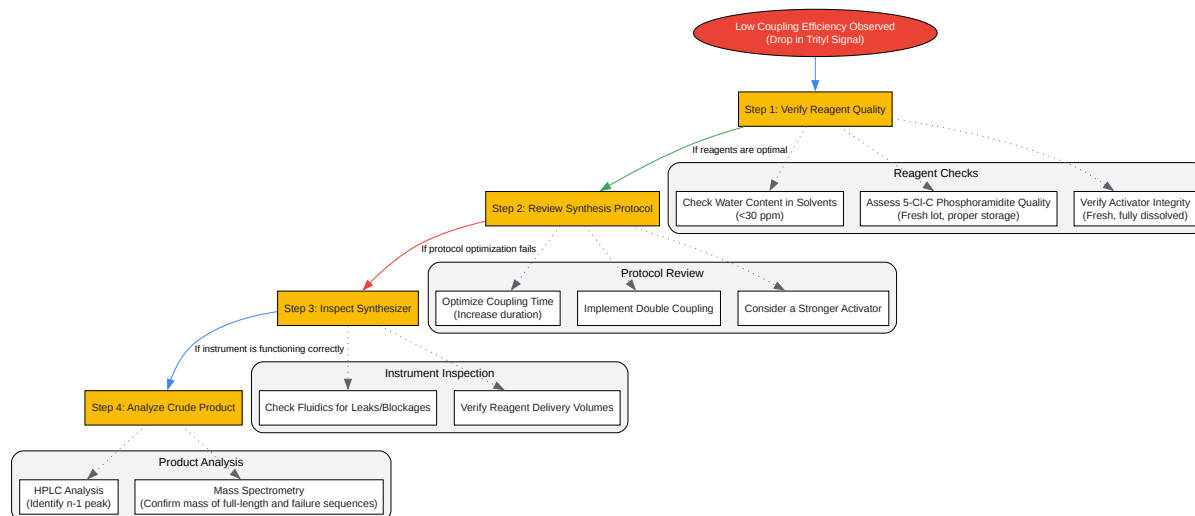 Low Coupling Efficiency Observed
(Drop in Trityl Signal)
Step 1: Verify Reagent Quality
If reagents are optimal
Reagent Checks
Check Water Content in Solvents
(<30 ppm)
Assess 5-Cl-C Phosphoramidite Quality
(Fresh lot, proper storage)
Verify Activator Integrity
(Fresh, fully dissolved)
Step 2: Review Synthesis Protocol
If protocol optimization fails
Protocol Review
Optimize Coupling Time
(Increase duration)
Implement Double Coupling
Consider a Stronger Activator
Step 3: Inspect Synthesizer
If instrument is functioning correctly
Instrument Inspection
Check Fluidics for Leaks/Blockages
Verify Reagent Delivery Volumes
Step 4: Analyze Crude Product
Product Analysis
HPLC Analysis
(Identify n-1 peak)
Mass Spectrometry
(Confirm mass of full-length and failure sequences)